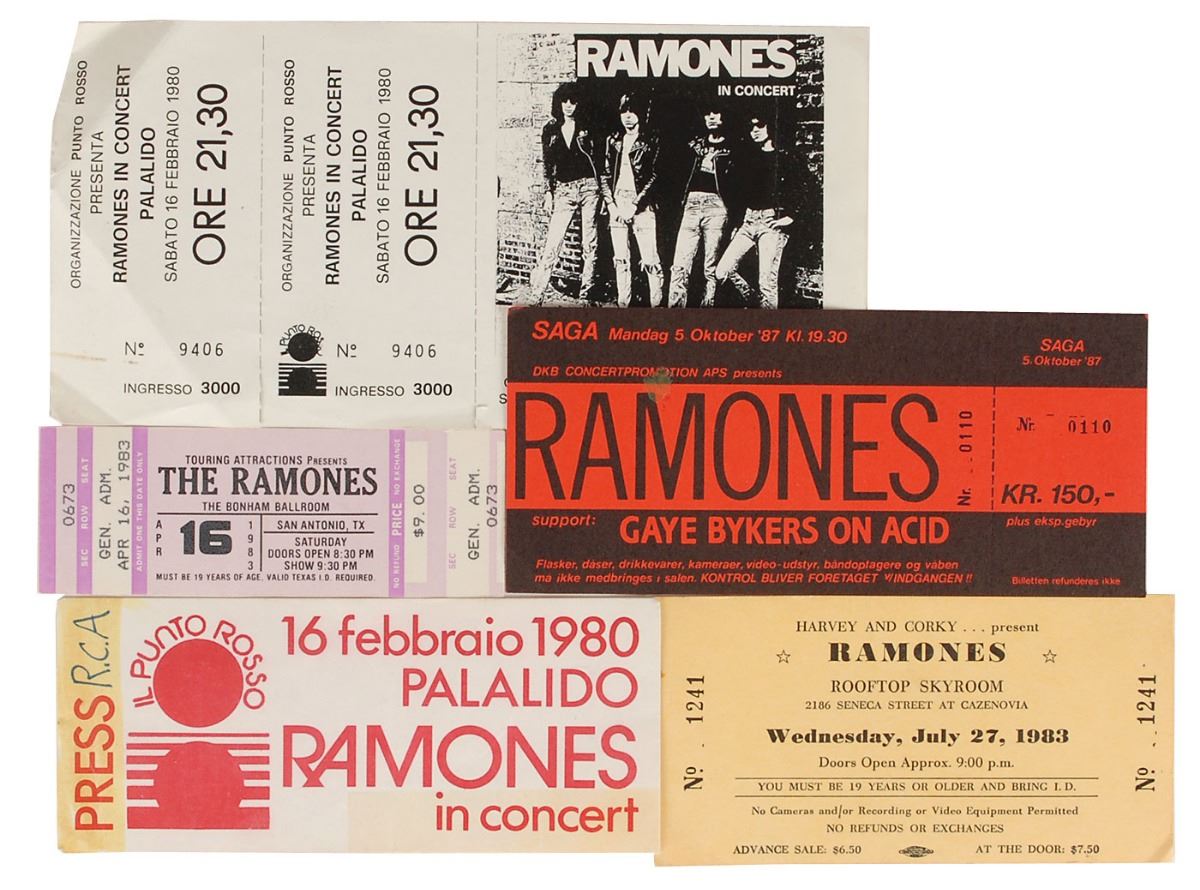 ORGANIZZAZIONE PUNTO ROSSO
PRESENTA
RAMONES IN CONCERT
PALALIDO
SABATO 16 FEBBRAIO 1980
ORE 21,30
Nº 9406
INGRESSO 3000
ORGANIZZAZIONE PUNTO ROSSO
PRESENTA
RAMONES IN CONCERT
PALALIDO
SABATO 16 FEBBRAIO 1980
ORE 21,30
PUNTO ROSSO
Nº 9406
INGRESSO 3000
RAMONES
IN CONCERT
SAGA Mandag 5 Oktober '87 Kl. 19.30
DKB CONCERTPROMOTION APS presents
RAMONES
Nr. 0110
support: GAYE BYKERS ON ACID
Flasker, dåser, drikkevarer, kameraer, video-udstyr, båndoplagere og våben
ma ikke medbringes i salen. KONTROL BLIVER FORETAGET V/INDGANGEN !!
SAGA
5. Oktober '87
Nr. 0110
KR. 150,-
plus eksp.gebyr
Billetten refunderes ikke
0673
SEC ROW SEAT
GEN. ADM.
APR 16, 1983
ADMIT ONE THIS DATE ONLY
TOURING ATTRACTIONS PRESENTS
THE RAMONES
THE BONHAM BALLROOM
APR 16 1983
SAN ANTONIO, TX
SATURDAY
DOORS OPEN 8:30 PM
SHOW 9:30 PM
MUST BE 19 YEARS OF AGE. VALID TEXAS I.D. REQUIRED.
NO REFUND PRICE NO EXCHANGE
$9.00
SEC ROW SEAT
GEN. ADM.
0673
PRESS R.C.A
IL PUNTO ROSSO
16 febbraio 1980
PALALIDO
RAMONES
in concert
HARVEY AND CORKY . . . present
☆ RAMONES ☆
ROOFTOP SKYROOM
2186 SENECA STREET AT CAZENOVIA
Wednesday, July 27, 1983
Doors Open Approx. 9:00 p.m.
YOU MUST BE 19 YEARS OR OLDER AND BRING I.D.
No Cameras and/or Recording or Video Equipment Permitted
NO REFUNDS OR EXCHANGES
ADVANCE SALE: $6.50 AT THE DOOR: $7.50
Nº 1241
Nº 1241